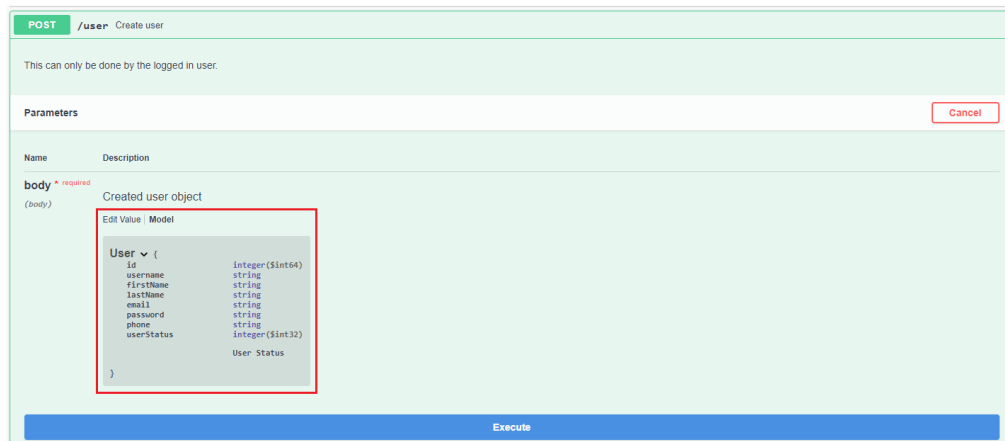 POST /user Create user
This can only be done by the logged in user.
Parameters Cancel
Name Description
body * required
(body)
Created user object
Edit Value | Model
User {
id integer($int64)
username string
firstName string
lastName string
email string
password string
phone string
userStatus integer($int32)
User Status
}
Execute